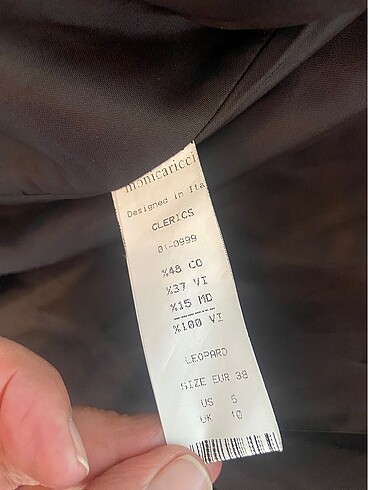 monicaricci
Designed in Ita
CLERICS
01-0999
%48 CO
%37 VI
%15 MD
%100 VI
LEOPARD
SIZE EUR 38
US 6
UK 10